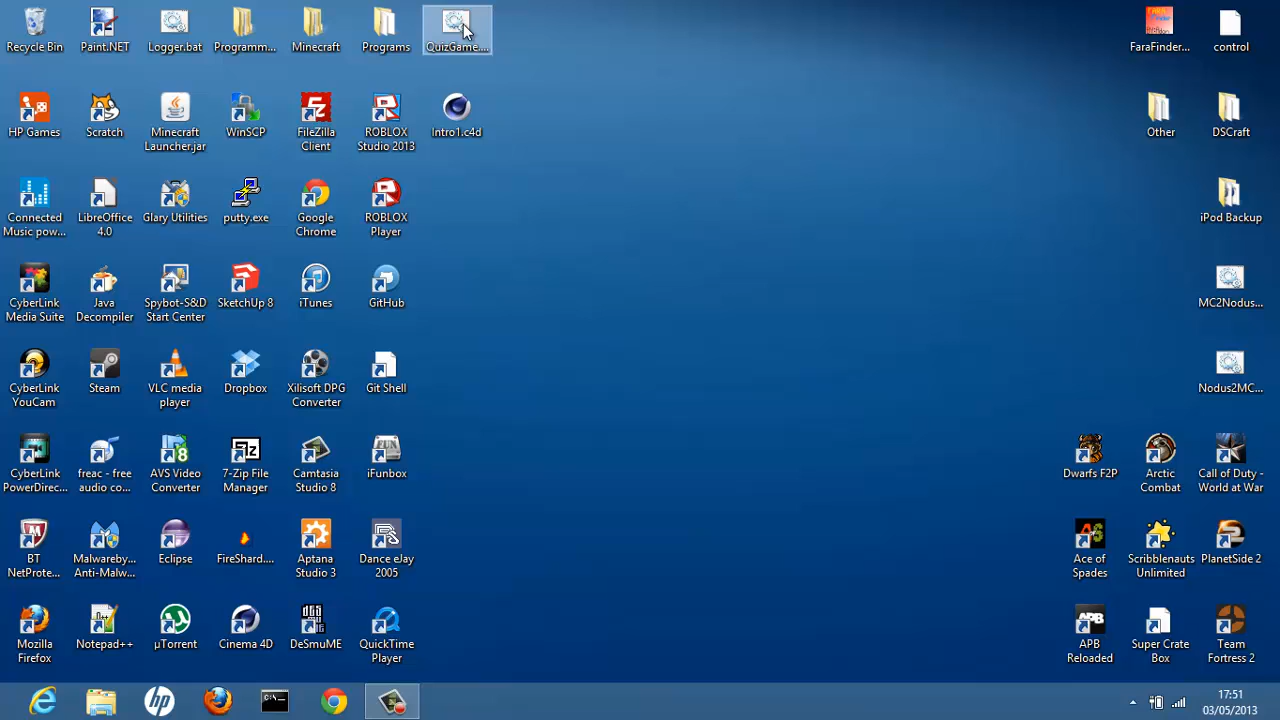 Recycle Bin
Paint.NET
Logger.bat
Programm...
Minecraft
Programs
QuizGame....
FaraFinder...
control
HP Games
Scratch
Minecraft
Launcher.jar
WinSCP
FileZilla
Client
ROBLOX
Studio 2013
Intro1.c4d
Other
DSCraft
Connected
Music pow...
LibreOffice
4.0
Glary Utilities
putty.exe
Google
Chrome
ROBLOX
Player
iPod Backup
CyberLink
Media Suite
Java
Decompiler
Spybot-S&D
Start Center
SketchUp 8
iTunes
GitHub
MC2Nodus...
CyberLink
YouCam
Steam
VLC media
player
Dropbox
Xilisoft DPG
Converter
Git Shell
Nodus2MC...
CyberLink
PowerDirec...
freac - free
audio co...
AVS Video
Converter
7-Zip File
Manager
Camtasia
Studio 8
iFunbox
Dwarfs F2P
Arctic
Combat
Call of Duty -
World at War
BT
NetProte...
Malwareby...
Anti-Malw...
Eclipse
FireShard....
Aptana
Studio 3
Dance eJay
2005
Ace of
Spades
Scribblenauts
Unlimited
PlanetSide 2
Mozilla
Firefox
Notepad++
µTorrent
Cinema 4D
DeSmuME
QuickTime
Player
APB
Reloaded
Super Crate
Box
Team
Fortress 2
17:51
03/05/2013